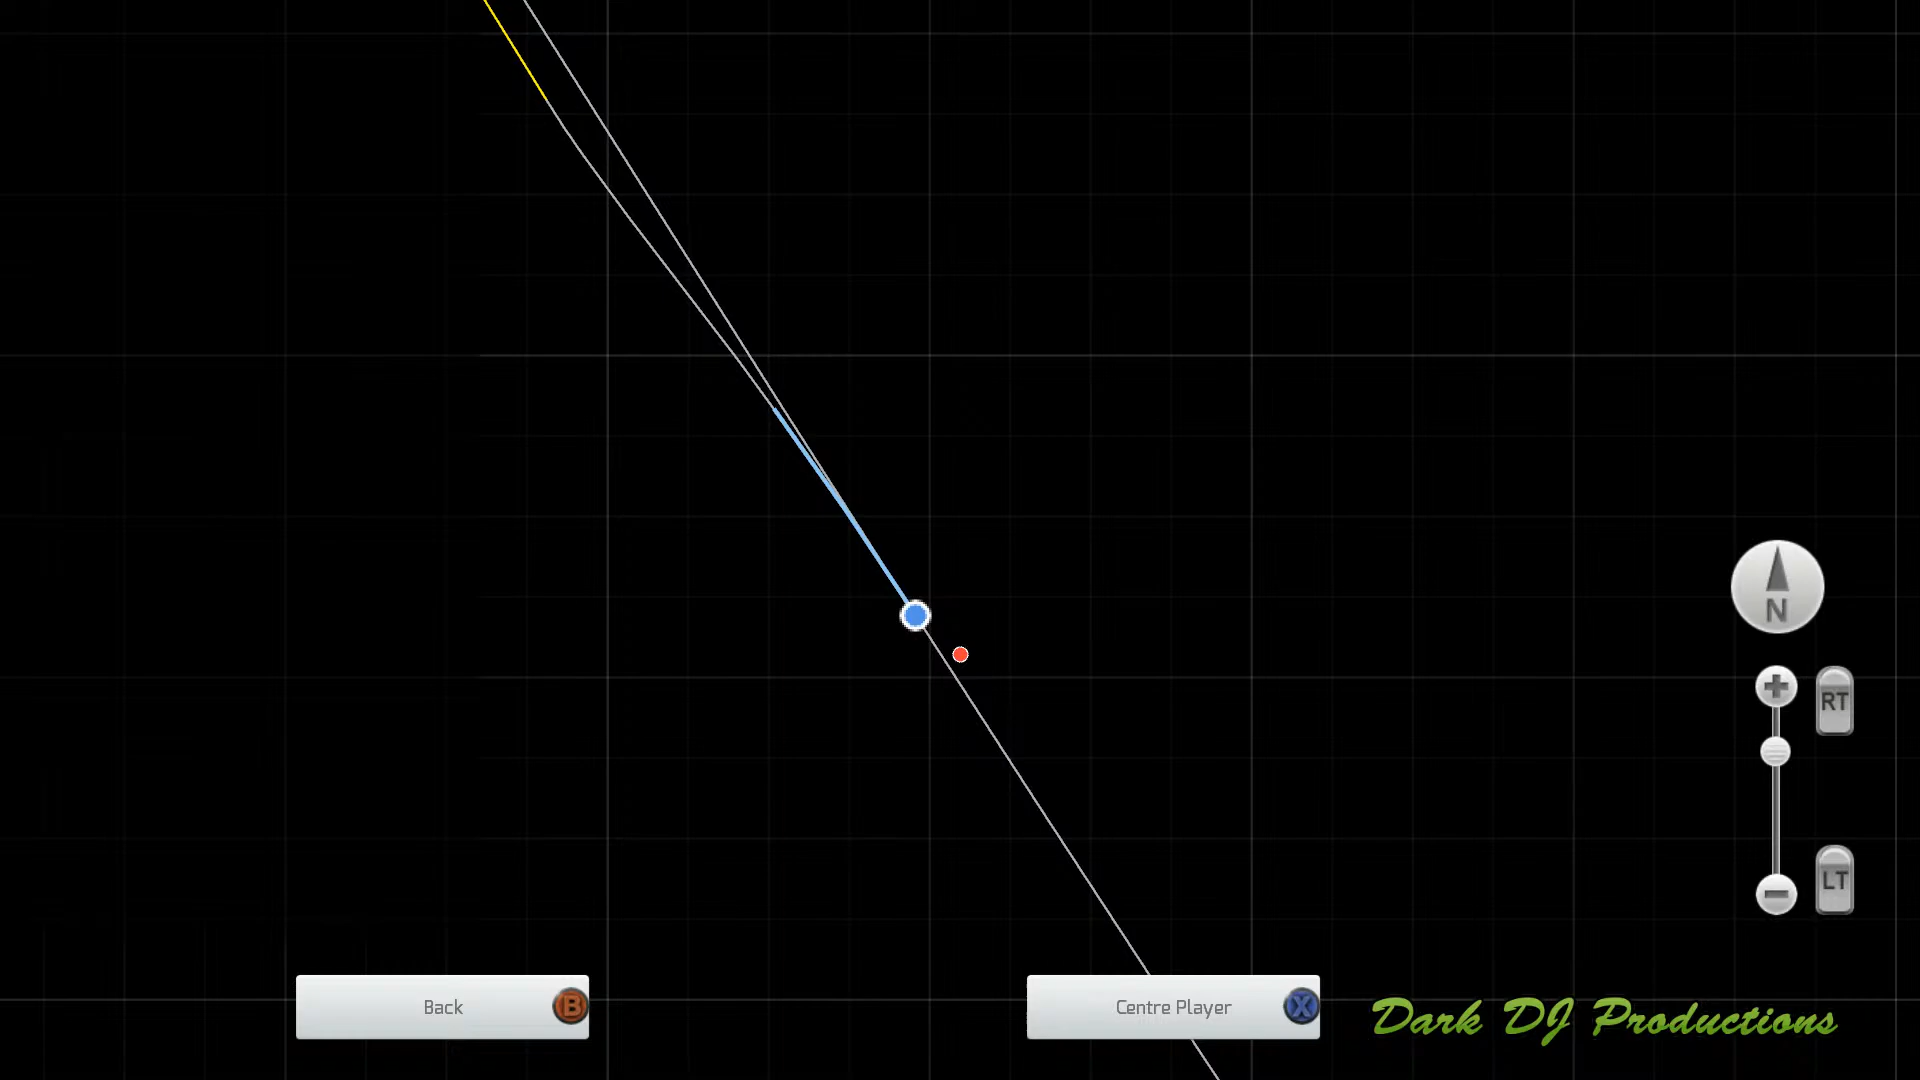 N
RT
LT
Back B
Centre Player X
Dark DJ Productions